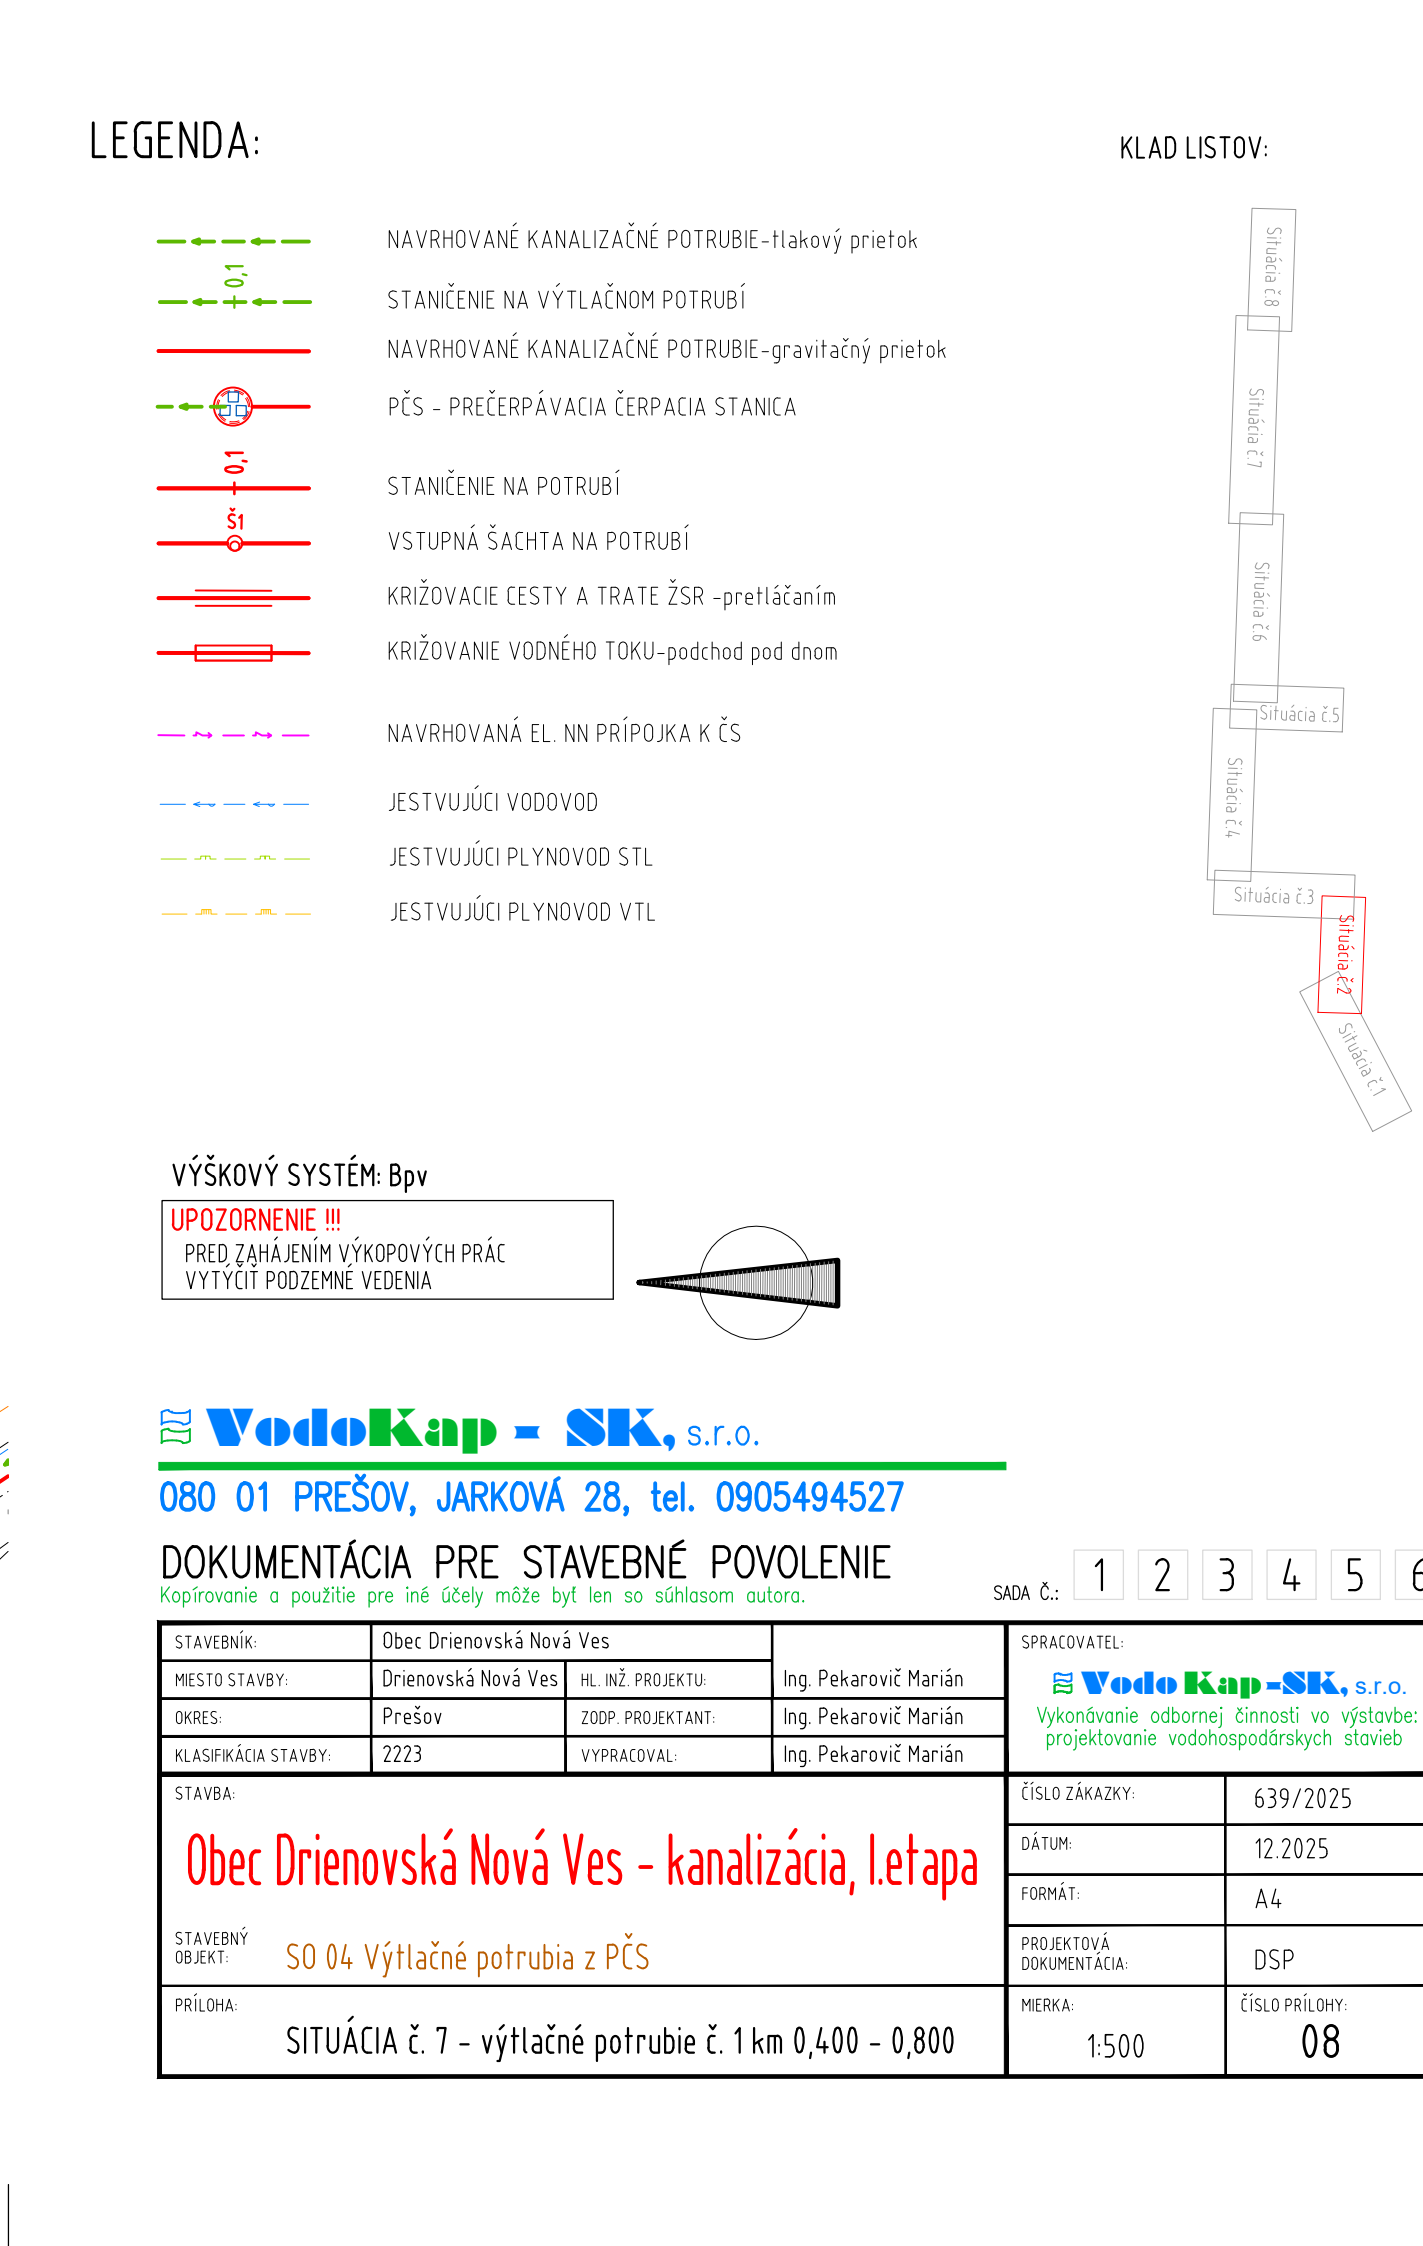 LEGENDA:
KLAD LISTOV:
NAVRHOVANÉ KANALIZAČNÉ POTRUBIE-tlakový prietok
0,1
STANIČENIE NA VÝTLAČNOM POTRUBÍ
NAVRHOVANÉ KANALIZAČNÉ POTRUBIE-gravitačný prietok
PČS - PREČERPÁVACIA ČERPACIA STANICA
0,1
STANIČENIE NA POTRUBÍ
Š1
VSTUPNÁ ŠACHTA NA POTRUBÍ
KRIŽOVACIE CESTY A TRATE ŽSR -pretláčaním
KRIŽOVANIE VODNÉHO TOKU-podchod pod dnom
NAVRHOVANÁ EL. NN PRÍPOJKA K ČS
JESTVUJÚCI VODOVOD
JESTVUJÚCI PLYNOVOD STL
JESTVUJÚCI PLYNOVOD VTL
Situácia č.8
Situácia č.7
Situácia č.6
Situácia č.5
Situácia č.4
Situácia č.3
Situácia č.2
Situácia č.1
VÝŠKOVÝ SYSTÉM: Bpv
UPOZORNENIE !!!
PRED ZAHÁJENÍM VÝKOPOVÝCH PRÁC
VYTÝČIŤ PODZEMNÉ VEDENIA
VodoKap - SK, s.r.o.
080 01 PREŠOV, JARKOVÁ 28, tel. 0905494527
DOKUMENTÁCIA PRE STAVEBNÉ POVOLENIE
Kopírovanie a použitie pre iné účely môže byť len so súhlasom autora.
SADA Č.: 1 2 3 4 5 6
STAVEBNÍK: Obec Drienovská Nová Ves
MIESTO STAVBY: Drienovská Nová Ves HL. INŽ. PROJEKTU: Ing. Pekarovič Marián
OKRES: Prešov ZODP. PROJEKTANT: Ing. Pekarovič Marián
KLASIFIKÁCIA STAVBY: 2223 VYPRACOVAL: Ing. Pekarovič Marián
SPRACOVATEĽ:
Vodo Kap-SK, s.r.o.
Vykonávanie odbornej činnosti vo výstavbe:
projektovanie vodohospodárskych stavieb
STAVBA:
Obec Drienovská Nová Ves - kanalizácia, I.etapa
STAVEBNÝ
OBJEKT: SO 04 Výtlačné potrubia z PČS
ČÍSLO ZÁKAZKY: 639/2025
DÁTUM: 12.2025
FORMÁT: A4
PROJEKTOVÁ
DOKUMENTÁCIA: DSP
PRÍLOHA:
SITUÁCIA č. 7 - výtlačné potrubie č. 1 km 0,400 - 0,800
MIERKA: ČÍSLO PRÍLOHY:
1:500 08